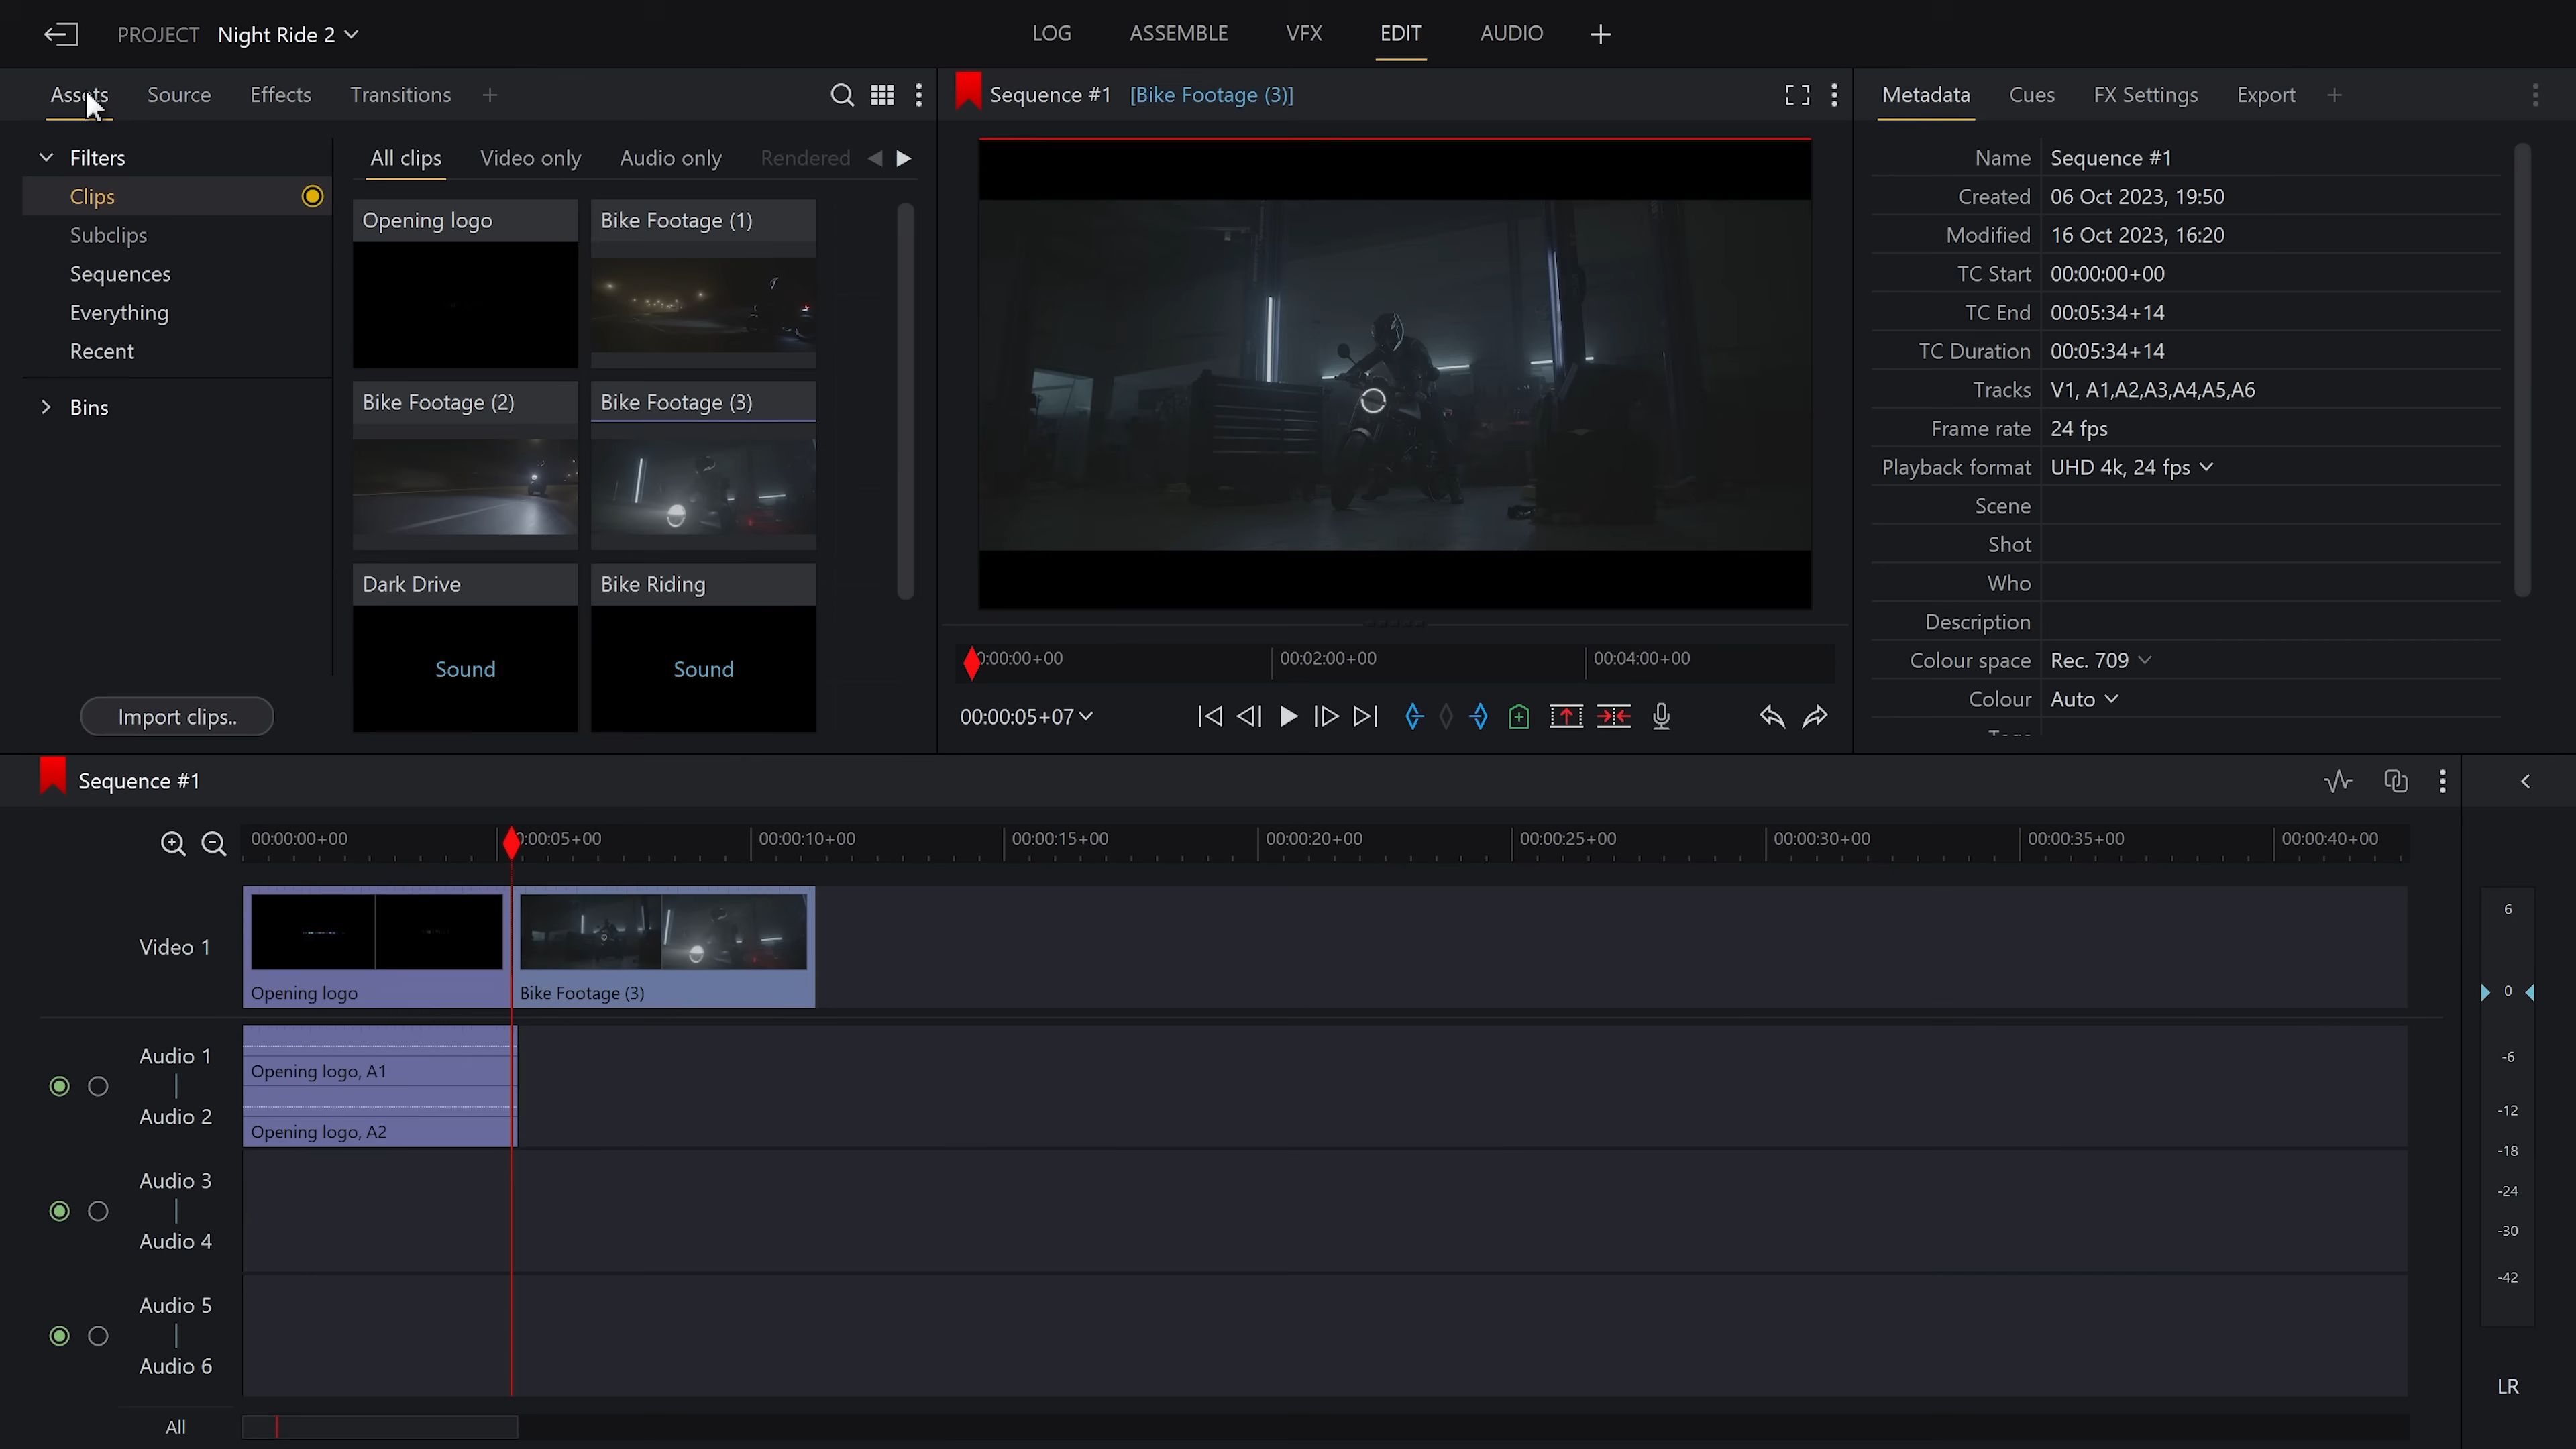 PROJECT Night Ride 2
LOG ASSEMBLE VFX EDIT AUDIO
Assets Source Effects Transitions
Filters
Clips
Subclips
Sequences
Everything
Recent
Bins
Import clips..
All clips Video only Audio only Rendered
Opening logo Bike Footage (1)
Bike Footage (2) Bike Footage (3)
Dark Drive Bike Riding
Sound Sound
Sequence #1 [Bike Footage (3)]
0:00:00+00 00:02:00+00 00:04:00+00
00:00:05+07
Metadata Cues FX Settings Export
Name Sequence #1
Created 06 Oct 2023, 19:50
Modified 16 Oct 2023, 16:20
TC Start 00:00:00+00
TC End 00:05:34+14
TC Duration 00:05:34+14
Tracks V1, A1,A2,A3,A4,A5,A6
Frame rate 24 fps
Playback format UHD 4k, 24 fps
Scene
Shot
Who
Description
Colour space Rec. 709
Colour Auto
Sequence #1
00:00:00+00 0:00:05+00 00:00:10+00 00:00:15+00 00:00:20+00 00:00:25+00 00:00:30+00 00:00:35+00 00:00:40+00
Video 1
Opening logo Bike Footage (3)
Audio 1
Opening logo, A1
Audio 2
Opening logo, A2
Audio 3
Audio 4
Audio 5
Audio 6
All
6
0
-6
-12
-18
-24
-30
-42
LR